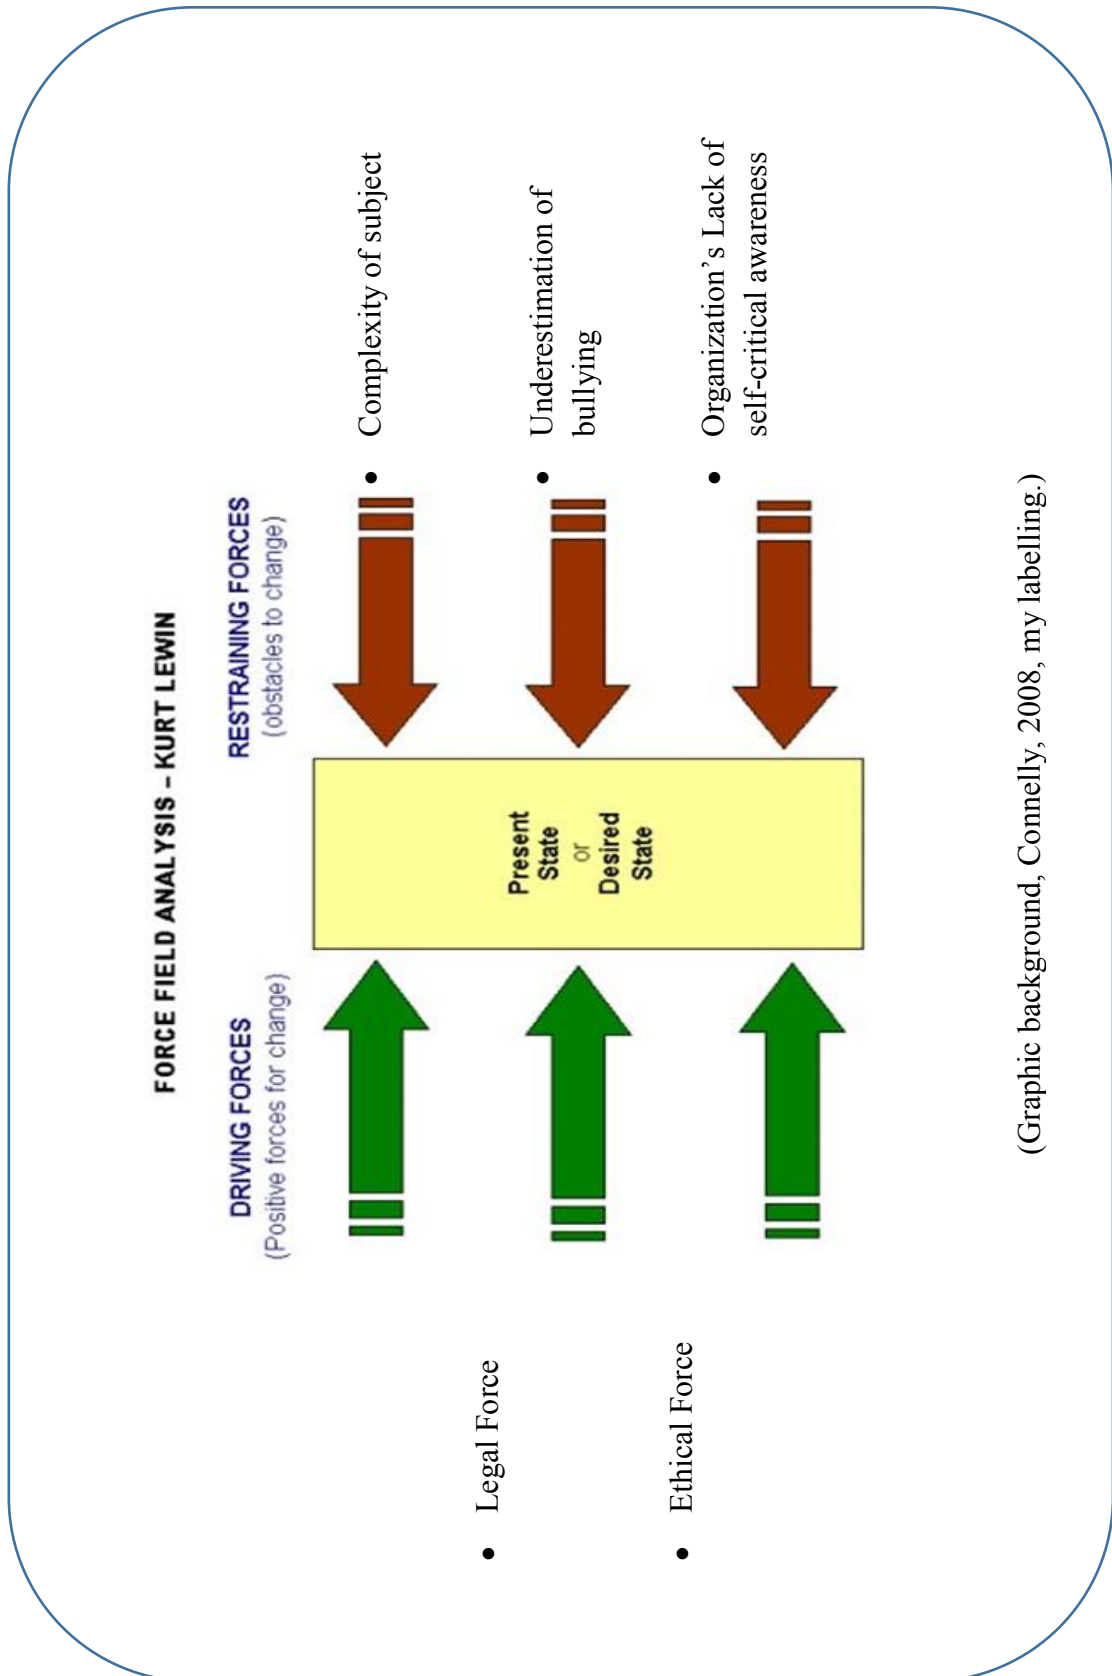 FORCE FIELD ANALYSIS – KURT LEWIN
DRIVING FORCES
(Positive forces for change)
RESTRAINING FORCES
(obstacles to change)
• Legal Force
• Ethical Force
Present
State
or
Desired
State
• Complexity of subject
• Underestimation of
bullying
• Organization’s Lack of
self-critical awareness
(Graphic background, Connelly, 2008, my labelling.)